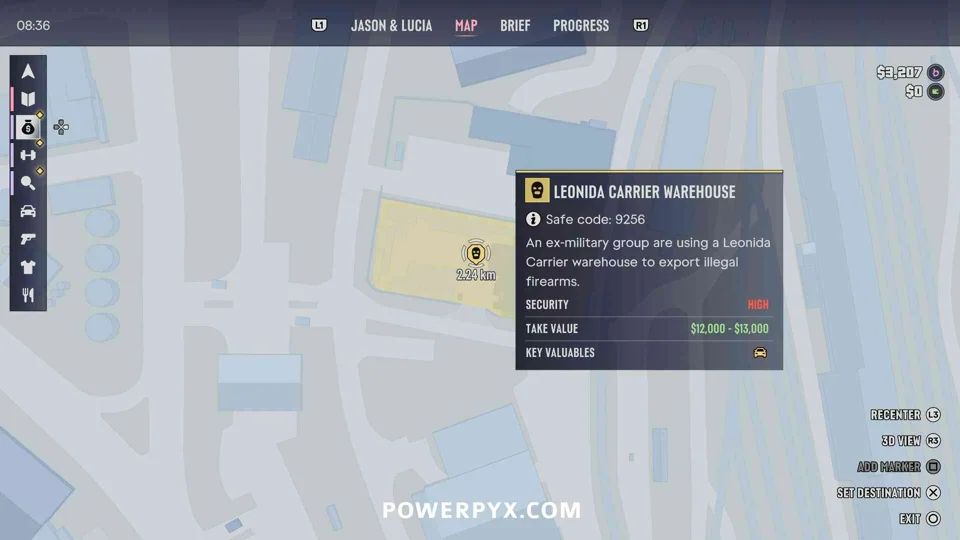 08:36
L1 JASON & LUCIA MAP BRIEF PROGRESS R1
$3,207
$0
LEONIDA CARRIER WAREHOUSE
Safe code: 9256
An ex-military group are using a Leonida
Carrier warehouse to export illegal
firearms.
SECURITY HIGH
TAKE VALUE $12,000 - $13,000
KEY VALUABLES
2.24 km
RECENTER L3
3D VIEW R3
ADD MARKER
SET DESTINATION
EXIT
POWERPYX.COM